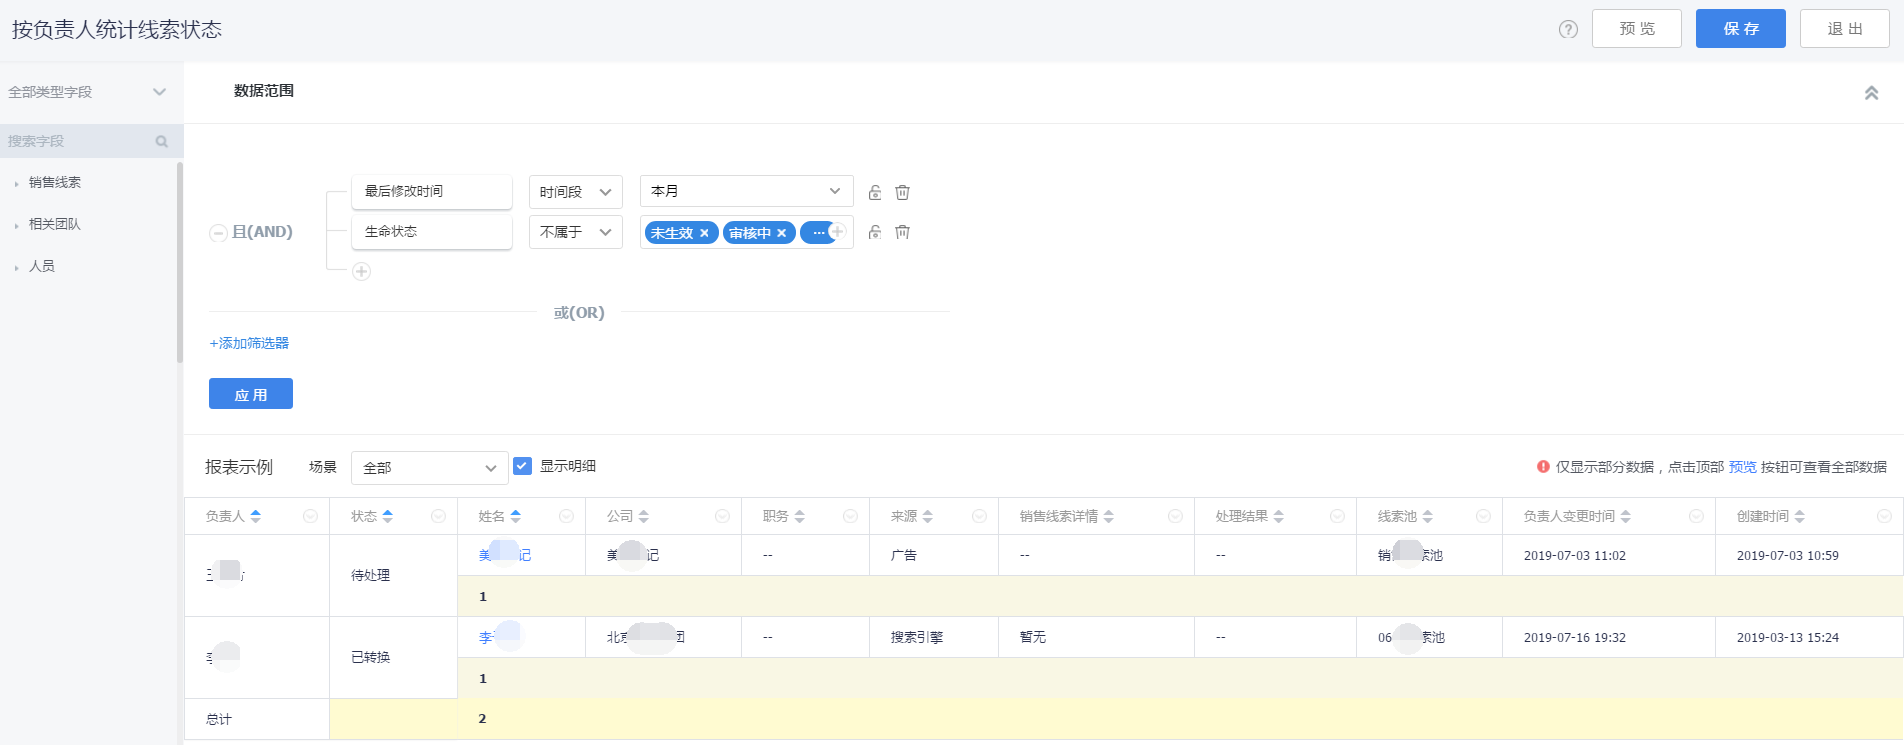 按负责人统计线索状态
预 览
保 存
退 出
全部类型字段
搜索字段
销售线索
相关团队
人员
数据范围
且(AND)
最后修改时间 时间段 本月
生命状态 不属于 未生效 × 审核中 × ···
或(OR)
+添加筛选器
应 用
报表示例 场景 全部 显示明细 仅显示部分数据，点击顶部 预览 按钮可查看全部数据
负责人 状态 姓名 公司 职务 来源 销售线索详情 处理结果 线索池 负责人变更时间 创建时间
待处理 美 记 美 记 -- 广告 -- -- 销 索池 2019-07-03 11:02 2019-07-03 10:59
1
李 已转换 李 北京 团 -- 搜索引擎 暂无 -- 06 索池 2019-07-16 19:32 2019-03-13 15:24
1
总计 2